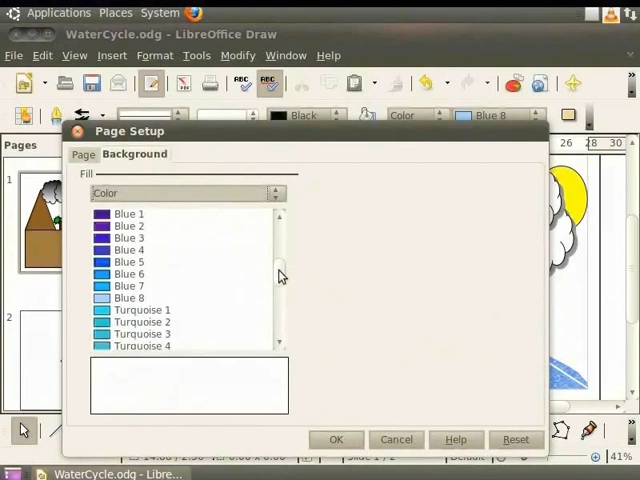 Applications Places System
WaterCycle.odg - LibreOffice Draw
File Edit View Insert Format Tools Modify Window Help
ABC ABC
Black Color Blue 8
Pages
Page Setup
26 28 30
Page Background
Fill
Color
1
Blue 1
Blue 2
Blue 3
Blue 4
Blue 5
Blue 6
Blue 7
Blue 8
Turquoise 1
2
Turquoise 2
Turquoise 3
Turquoise 4
OK Cancel Help Reset
41%
WaterCycle.odg - Libre...